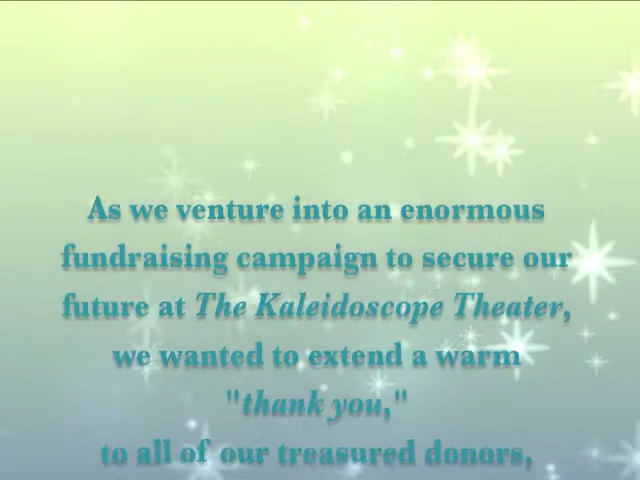 As we venture into an enormous
fundraising campaign to secure our
future at The Kaleidoscope Theater,
we wanted to extend a warm
"thank you,"
to all of our treasured donors,